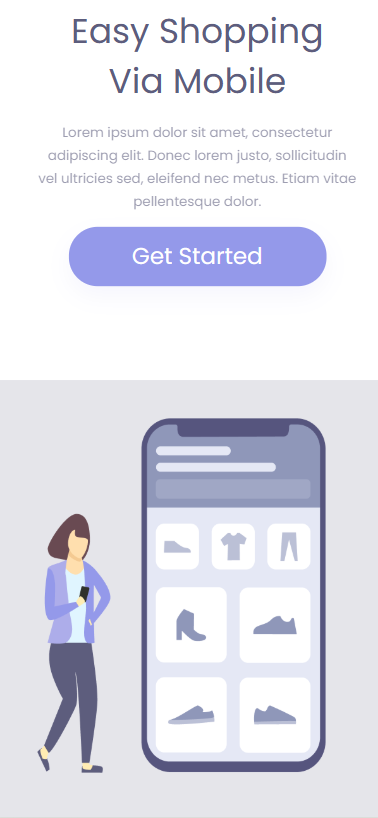 Easy Shopping
Via Mobile
Lorem ipsum dolor sit amet, consectetur
adipiscing elit. Donec lorem justo, sollicitudin
vel ultricies sed, eleifend nec metus. Etiam vitae
pellentesque dolor.
Get Started